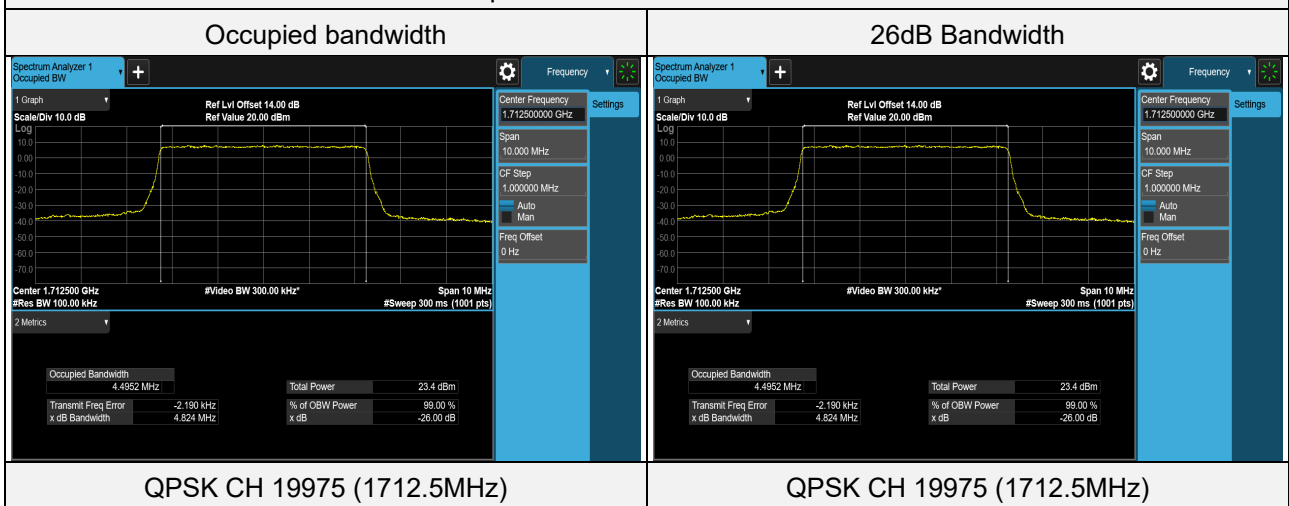 Occupied bandwidth
26dB Bandwidth
Spectrum Analyzer 1
Occupied BW
+
Frequency
1 Graph
Ref Lvl Offset 14.00 dB
Scale/Div 10.0 dB
Ref Value 20.00 dBm
Log
10.0
0.00
-10.0
-20.0
-30.0
-40.0
-50.0
-60.0
-70.0
Center 1.712500 GHz
#Video BW 300.00 kHz*
Span 10 MHz
#Res BW 100.00 kHz
#Sweep 300 ms (1001 pts)
Center Frequency
1.712500000 GHz
Settings
Span
10.000 MHz
CF Step
1.000000 MHz
Auto
Man
Freq Offset
0 Hz
2 Metrics
Occupied Bandwidth
4.4952 MHz
Total Power 23.4 dBm
Transmit Freq Error -2.190 kHz
% of OBW Power 99.00 %
x dB Bandwidth 4.824 MHz
x dB -26.00 dB
Spectrum Analyzer 1
Occupied BW
+
Frequency
1 Graph
Ref Lvl Offset 14.00 dB
Scale/Div 10.0 dB
Ref Value 20.00 dBm
Log
10.0
0.00
-10.0
-20.0
-30.0
-40.0
-50.0
-60.0
-70.0
Center 1.712500 GHz
#Video BW 300.00 kHz*
Span 10 MHz
#Res BW 100.00 kHz
#Sweep 300 ms (1001 pts)
Center Frequency
1.712500000 GHz
Settings
Span
10.000 MHz
CF Step
1.000000 MHz
Auto
Man
Freq Offset
0 Hz
2 Metrics
Occupied Bandwidth
4.4952 MHz
Total Power 23.4 dBm
Transmit Freq Error -2.190 kHz
% of OBW Power 99.00 %
x dB Bandwidth 4.824 MHz
x dB -26.00 dB
QPSK CH 19975 (1712.5MHz)
QPSK CH 19975 (1712.5MHz)